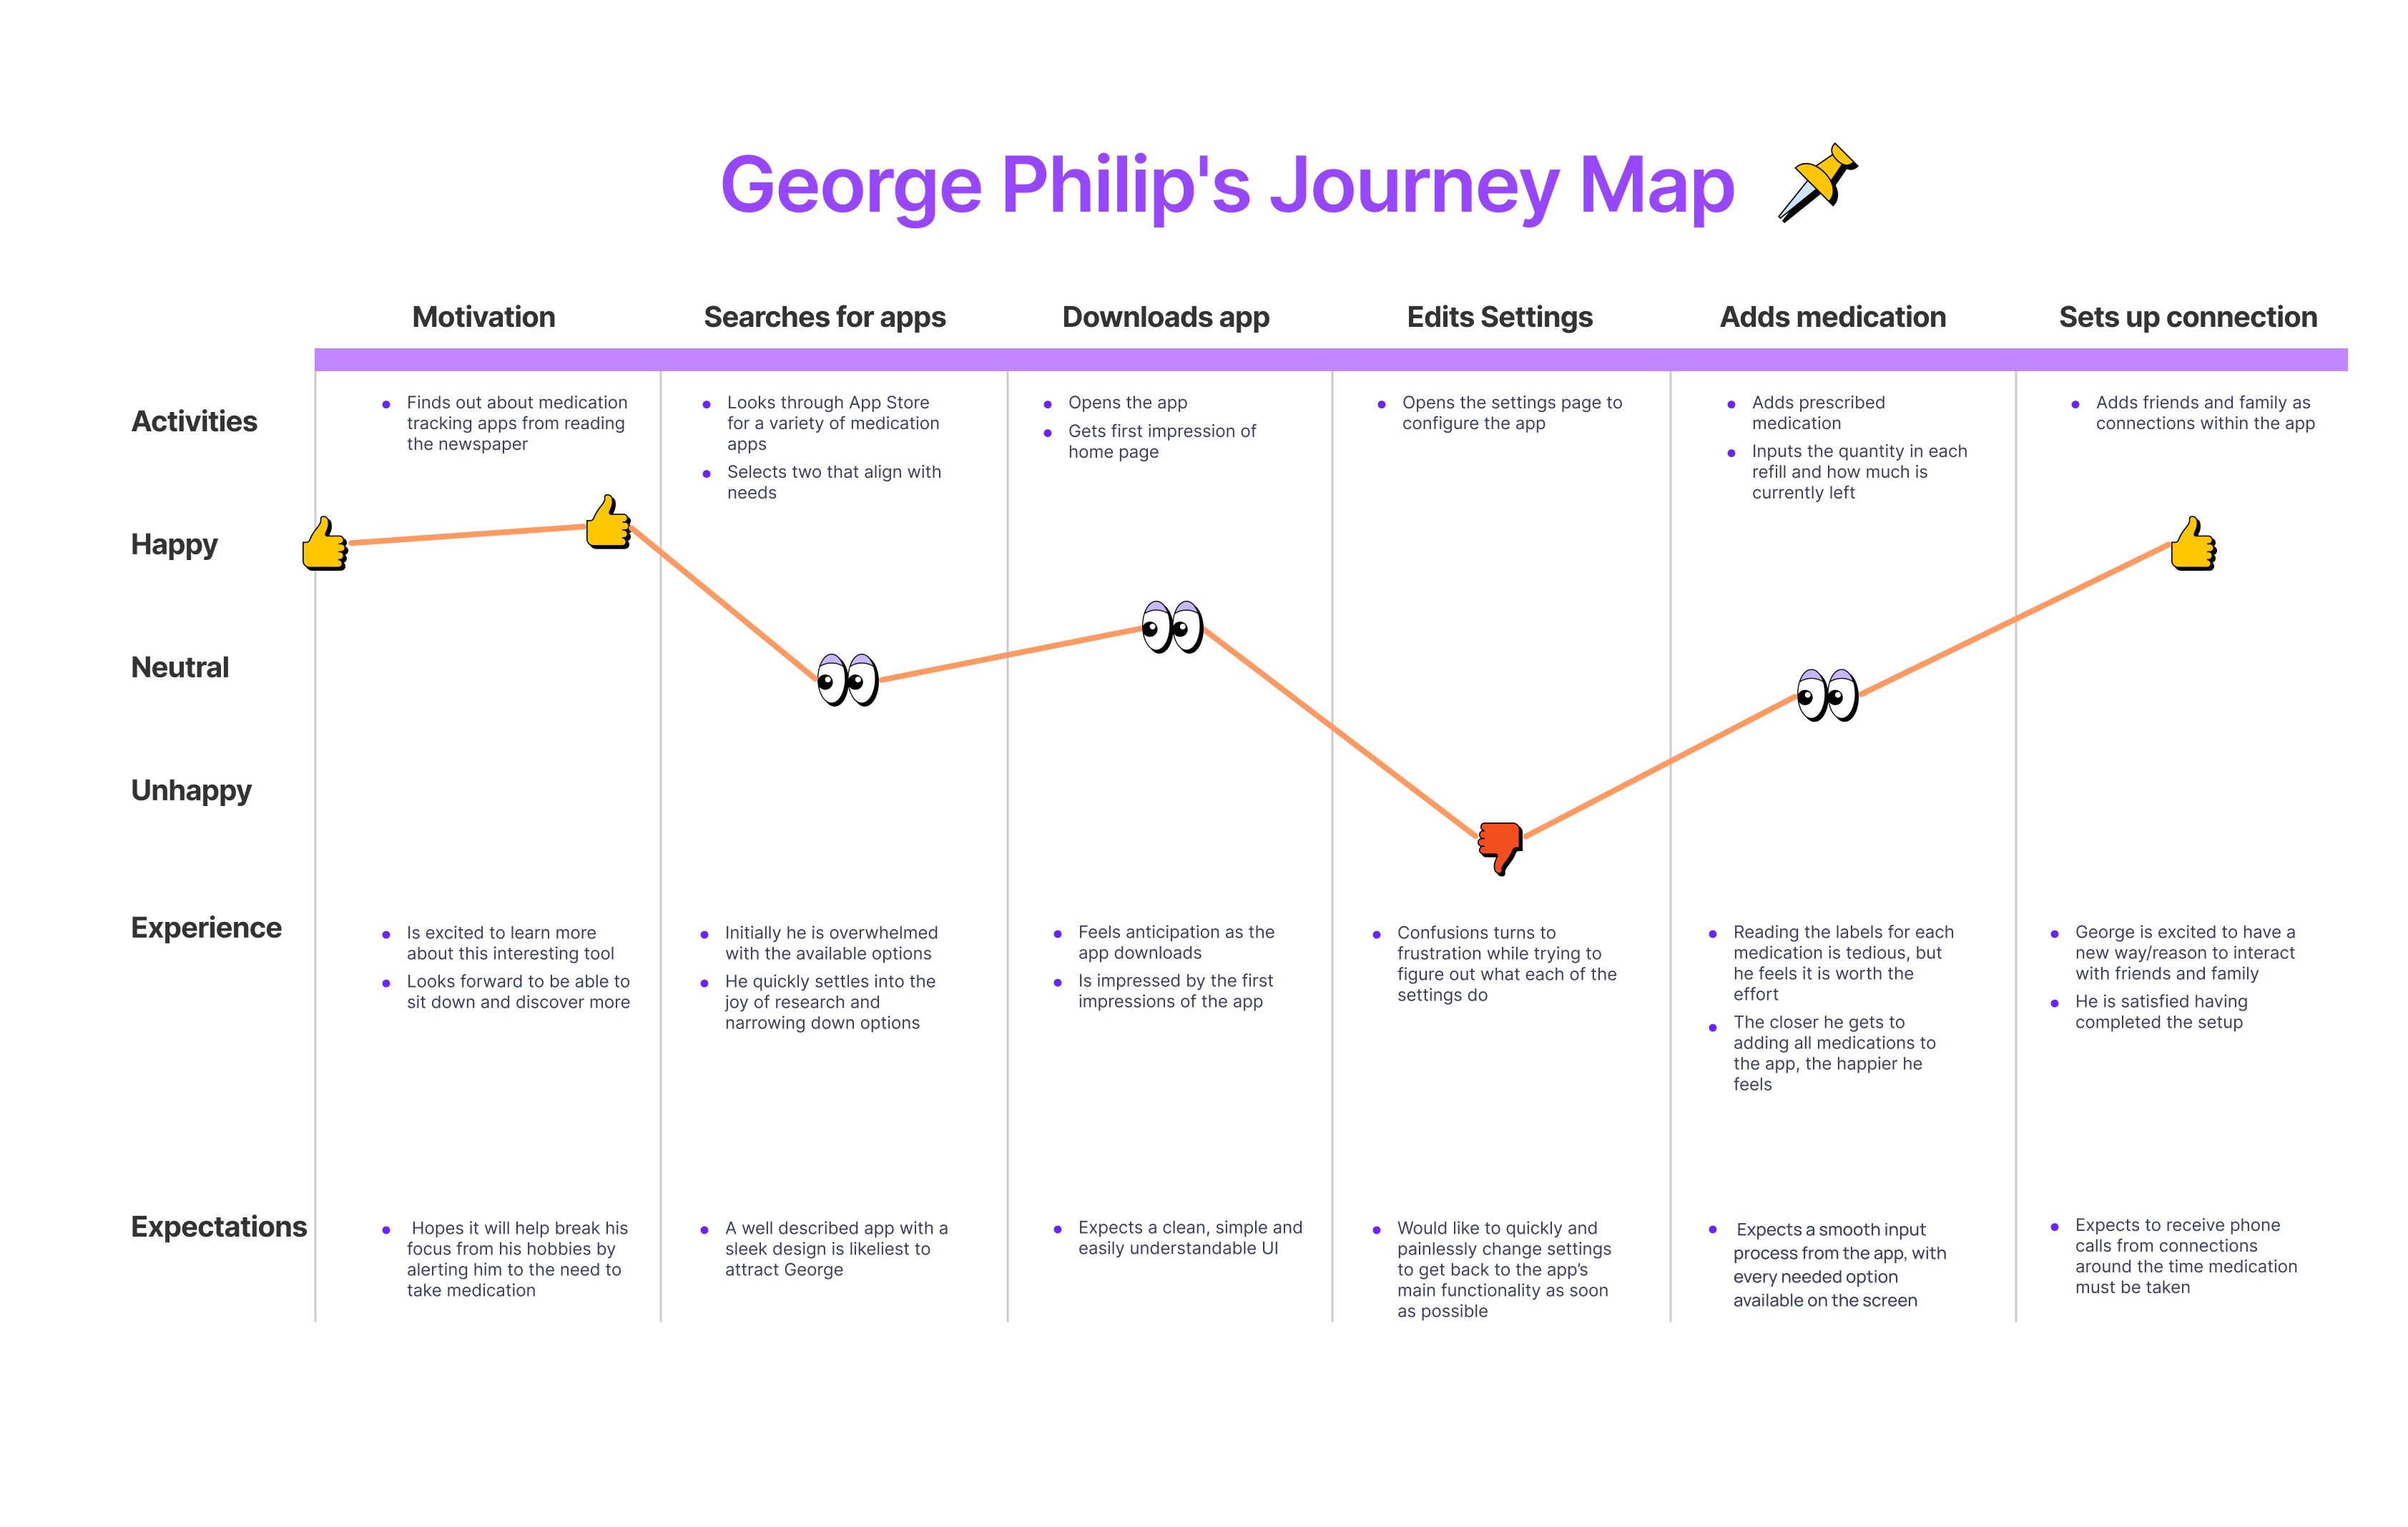 George Philip's Journey Map
Motivation
Searches for apps
Downloads app
Edits Settings
Adds medication
Sets up connection
Activities
Finds out about medication
tracking apps from reading
the newspaper
Looks through App Store
for a variety of medication
apps
Selects two that align with
needs
Opens the app
Gets first impression of
home page
Opens the settings page to
configure the app
Adds prescribed
medication
Inputs the quantity in each
refill and how much is
currently left
Adds friends and family as
connections within the app
Happy
Neutral
Unhappy
Experience
Is excited to learn more
about this interesting tool
Looks forward to be able to
sit down and discover more
Initially he is overwhelmed
with the available options
He quickly settles into the
joy of research and
narrowing down options
Feels anticipation as the
app downloads
Is impressed by the first
impressions of the app
Confusions turns to
frustration while trying to
figure out what each of the
settings do
Reading the labels for each
medication is tedious, but
he feels it is worth the
effort
The closer he gets to
adding all medications to
the app, the happier he
feels
George is excited to have a
new way/reason to interact
with friends and family
He is satisfied having
completed the setup
Expectations
Hopes it will help break his
focus from his hobbies by
alerting him to the need to
take medication
A well described app with a
sleek design is likeliest to
attract George
Expects a clean, simple and
easily understandable UI
Would like to quickly and
painlessly change settings
to get back to the app's
main functionality as soon
as possible
Expects a smooth input
process from the app, with
every needed option
available on the screen
Expects to receive phone
calls from connections
around the time medication
must be taken